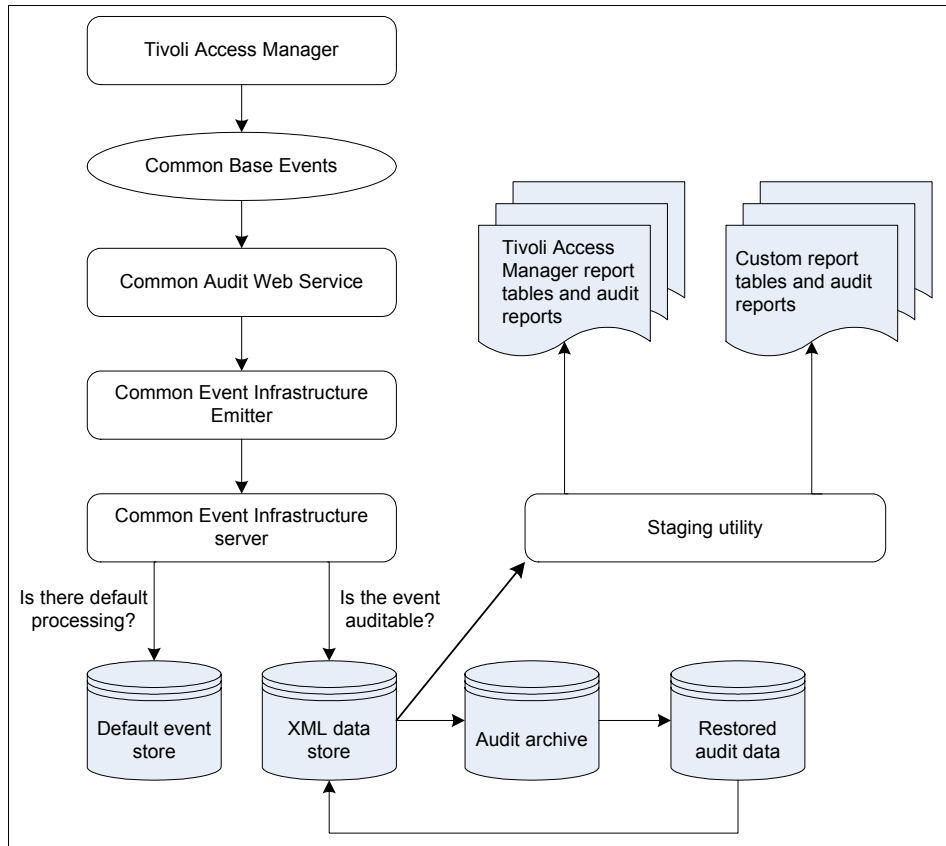 Tivoli Access Manager
Common Base Events
Common Audit Web Service
Common Event Infrastructure
Emitter
Common Event Infrastructure
server
Tivoli Access
Manager report
tables and audit
reports
Custom report
tables and audit
reports
Staging utility
Is there default
processing?
Is the event
auditable?
Default event
store
XML data
store
Audit archive
Restored
audit data